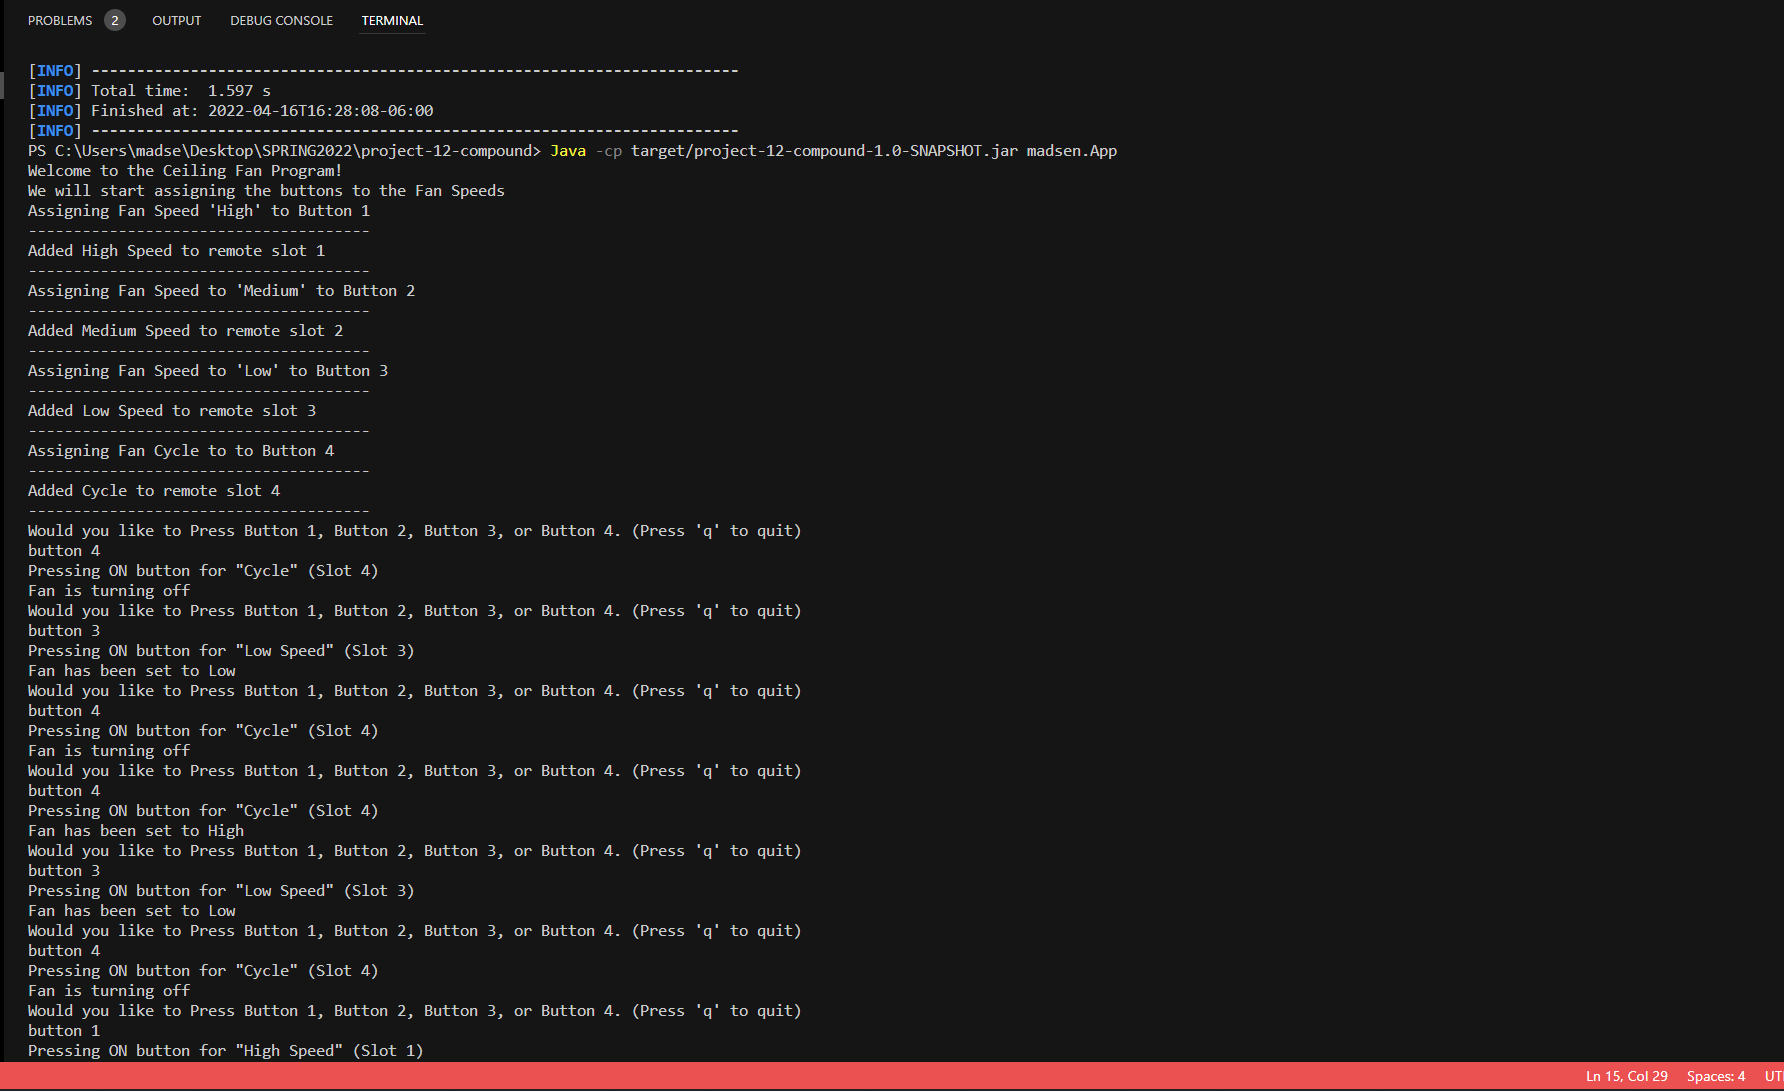 PROBLEMS 2 OUTPUT DEBUG CONSOLE TERMINAL
[INFO] ------------------------------------------------------------------------
[INFO] Total time:  1.597 s
[INFO] Finished at: 2022-04-16T16:28:08-06:00
[INFO] ------------------------------------------------------------------------
PS C:\Users\madse\Desktop\SPRING2022\project-12-compound> Java -cp target/project-12-compound-1.0-SNAPSHOT.jar madsen.App
Welcome to the Ceiling Fan Program!
We will start assigning the buttons to the Fan Speeds
Assigning Fan Speed 'High' to Button 1
--------------------------------------
Added High Speed to remote slot 1
--------------------------------------
Assigning Fan Speed to 'Medium' to Button 2
--------------------------------------
Added Medium Speed to remote slot 2
--------------------------------------
Assigning Fan Speed to 'Low' to Button 3
--------------------------------------
Added Low Speed to remote slot 3
--------------------------------------
Assigning Fan Cycle to to Button 4
--------------------------------------
Added Cycle to remote slot 4
--------------------------------------
Would you like to Press Button 1, Button 2, Button 3, or Button 4. (Press 'q' to quit)
button 4
Pressing ON button for "Cycle" (Slot 4)
Fan is turning off
Would you like to Press Button 1, Button 2, Button 3, or Button 4. (Press 'q' to quit)
button 3
Pressing ON button for "Low Speed" (Slot 3)
Fan has been set to Low
Would you like to Press Button 1, Button 2, Button 3, or Button 4. (Press 'q' to quit)
button 4
Pressing ON button for "Cycle" (Slot 4)
Fan is turning off
Would you like to Press Button 1, Button 2, Button 3, or Button 4. (Press 'q' to quit)
button 4
Pressing ON button for "Cycle" (Slot 4)
Fan has been set to High
Would you like to Press Button 1, Button 2, Button 3, or Button 4. (Press 'q' to quit)
button 3
Pressing ON button for "Low Speed" (Slot 3)
Fan has been set to Low
Would you like to Press Button 1, Button 2, Button 3, or Button 4. (Press 'q' to quit)
button 4
Pressing ON button for "Cycle" (Slot 4)
Fan is turning off
Would you like to Press Button 1, Button 2, Button 3, or Button 4. (Press 'q' to quit)
button 1
Pressing ON button for "High Speed" (Slot 1)
Ln 15, Col 29 Spaces: 4